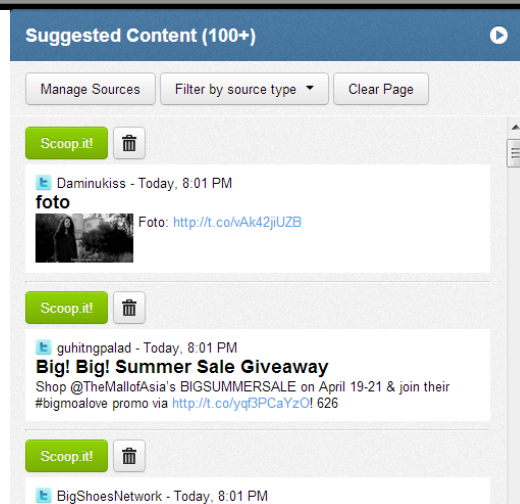 Suggested Content (100+)
Manage Sources
Filter by source type
Clear Page
Scoop.it!
Daminukiss - Today, 8:01 PM
foto
Foto: http://t.co/vAk42jiUZB
Scoop.it!
guhitngpalad - Today, 8:01 PM
Big! Big! Summer Sale Giveaway
Shop @TheMallofAsia's BIGSUMMERSALE on April 19-21 & join their
#bigmoalove promo via http://t.co/yqf3PCaYzO! 626
Scoop.it!
BigShoesNetwork - Today, 8:01 PM